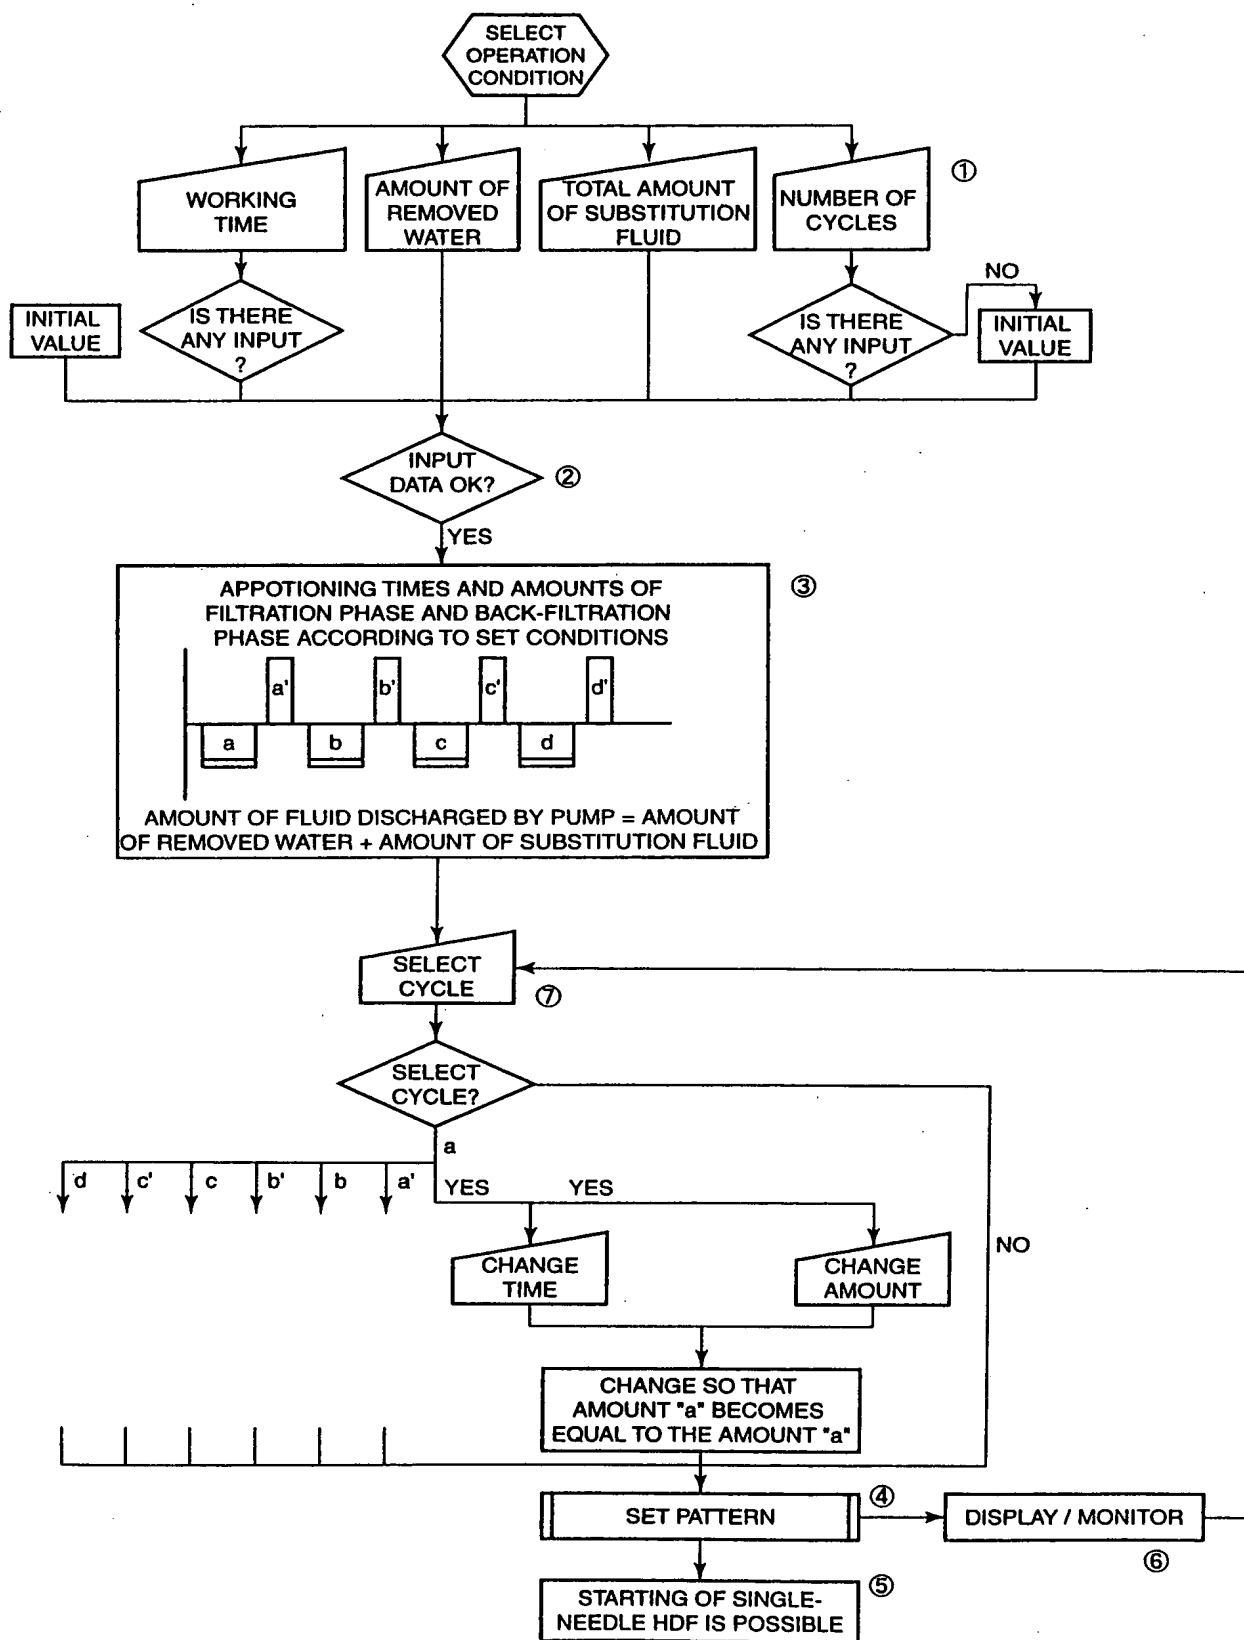 SELECT
OPERATION
CONDITION
WORKING
TIME
AMOUNT OF
REMOVED
WATER
TOTAL AMOUNT
OF SUBSTITUTION
FLUID
NUMBER OF
CYCLES
①
INITIAL
VALUE
IS THERE
ANY INPUT
?
IS THERE
ANY INPUT
?
NO
INITIAL
VALUE
INPUT
DATA OK?
②
YES
APPOTIONING TIMES AND AMOUNTS OF
FILTRATION PHASE AND BACK-FILTRATION
PHASE ACCORDING TO SET CONDITIONS
③
a' b' c' d'
a b c d
AMOUNT OF FLUID DISCHARGED BY PUMP = AMOUNT
OF REMOVED WATER + AMOUNT OF SUBSTITUTION FLUID
SELECT
CYCLE
⑦
SELECT
CYCLE?
a
d c' c b' b a'
YES YES
NO
CHANGE
TIME
CHANGE
AMOUNT
CHANGE SO THAT
AMOUNT "a" BECOMES
EQUAL TO THE AMOUNT "a"
SET PATTERN
④
DISPLAY / MONITOR
⑥
STARTING OF SINGLE-
NEEDLE HDF IS POSSIBLE
⑤